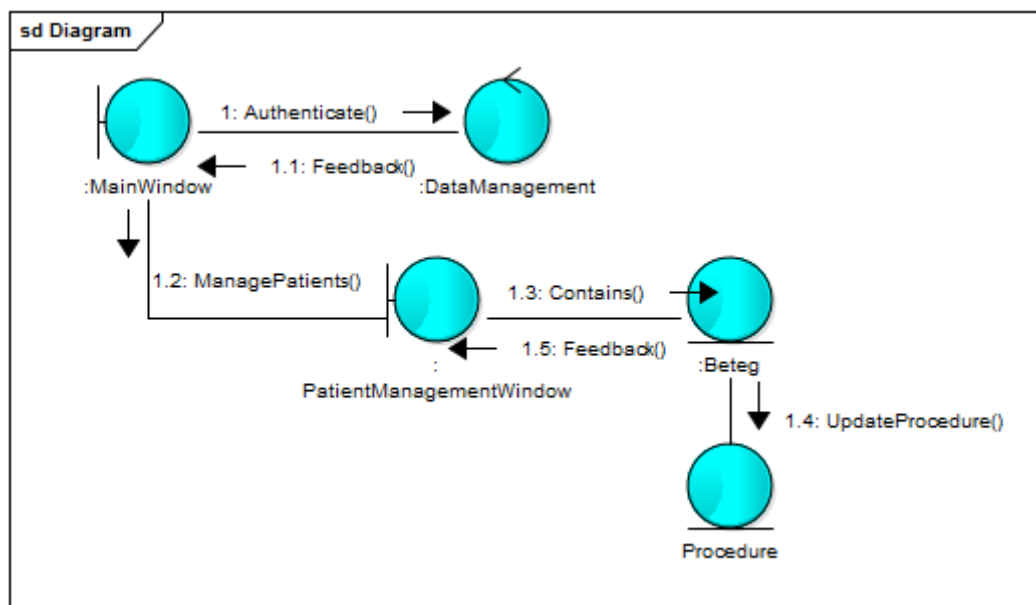 sd Diagram
1: Authenticate()
1.1: Feedback()
:MainWindow
:DataManagement
1.2: ManagePatients()
1.3: Contains()
1.5: Feedback()
:
PatientManagementWindow
:Beteg
1.4: UpdateProcedure()
Procedure